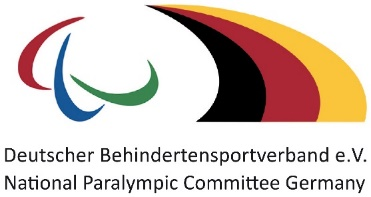 Deutscher Behindertensportverband e.V.
National Paralympic Committee Germany